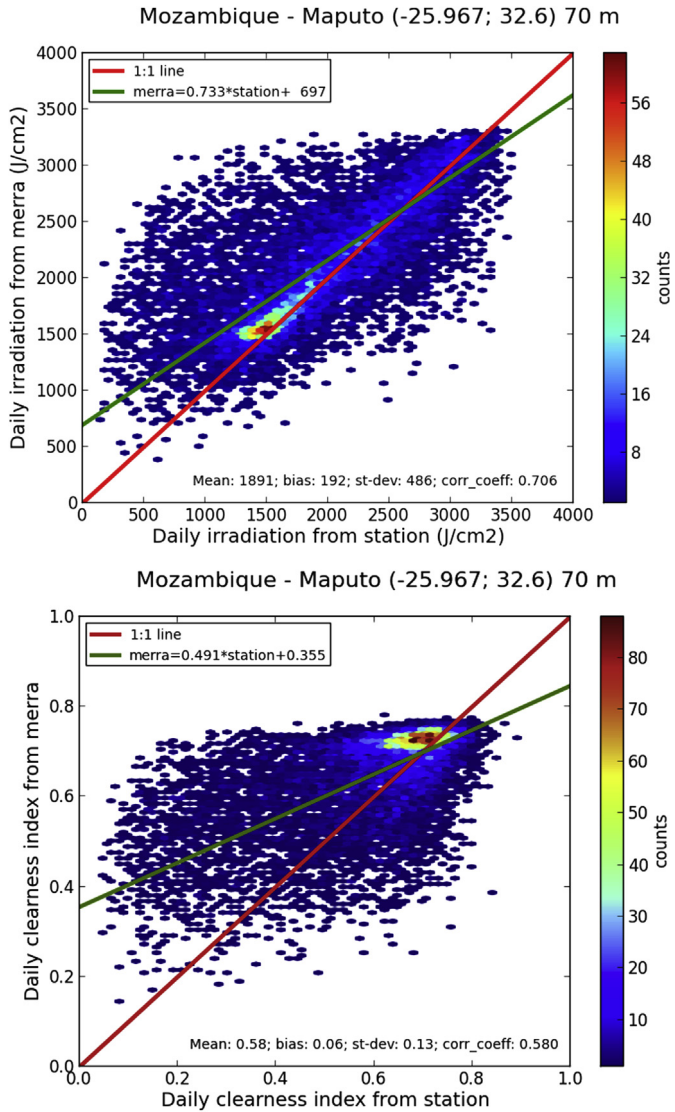 Mozambique - Maputo (-25.967; 32.6) 70 m
4000
3500
3000
2500
2000
1500
1000
500
0
Daily irradiation from merra (J/cm2)
1:1 line
merra=0.733*station+ 697
Mean: 1891; bias: 192; st-dev: 486; corr_coeff: 0.706
0 500 1000 1500 2000 2500 3000 3500 4000
Daily irradiation from station (J/cm2)
56
48
40
32
24
16
8
counts
Mozambique - Maputo (-25.967; 32.6) 70 m
1.0
0.8
0.6
0.4
0.2
0.0
Daily clearness index from merra
1:1 line
merra=0.491*station+0.355
Mean: 0.58; bias: 0.06; st-dev: 0.13; corr_coeff: 0.580
0.0 0.2 0.4 0.6 0.8 1.0
Daily clearness index from station
80
70
60
50
40
30
20
10
counts